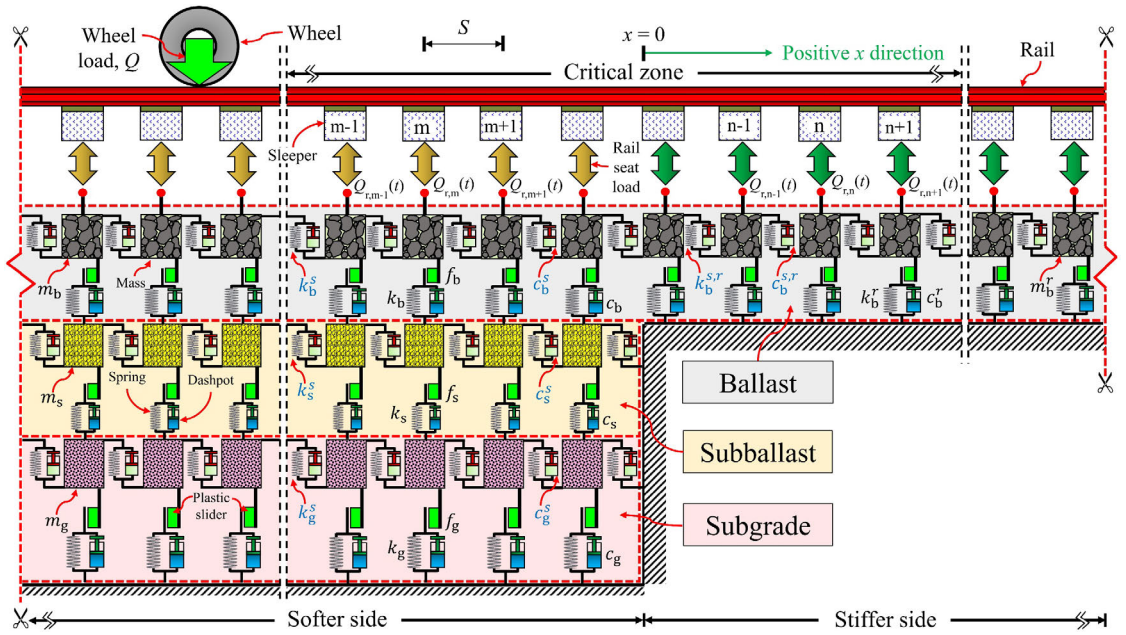 Wheel
load, Q
Wheel
S
x = 0
Positive x direction
Critical zone
Rail
m-1
m
m+1
n-1
n
n+1
Sleeper
Rail
seat
load
Q_{r,m-1}(t)
Q_{r,m}(t)
Q_{r,m+1}(t)
Q_{r,n-1}(t)
Q_{r,n}(t)
Q_{r,n+1}(t)
m_b
Mass
k_b^s
k_b
f_b
c_b^s
c_b
k_b^{s,r}
c_b^{s,r}
k_b^r
c_b^r
m_b^r
m_s
Spring
Dashpot
k_s^s
k_s
f_s
c_s^s
c_s
Ballast
Subballast
Subgrade
m_g
Plastic
slider
k_g^s
k_g
f_g
c_g^s
c_g
Softer side
Stiffer side